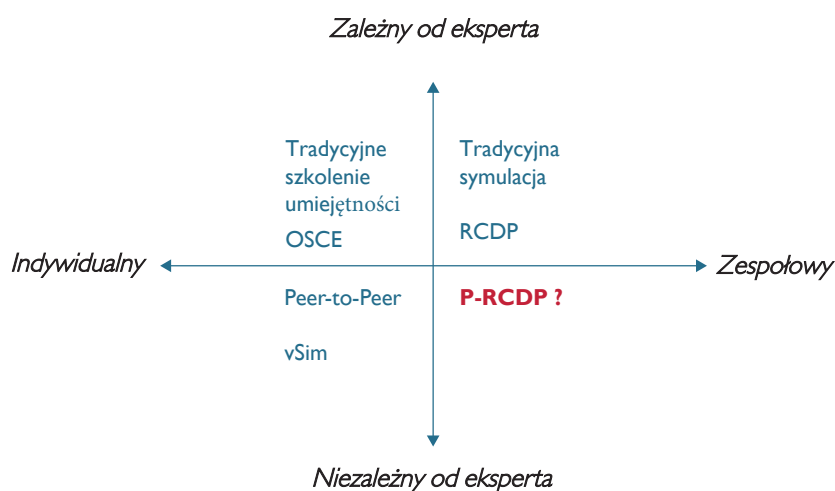 Zależny od eksperta
Tradycyjne
szkolenie
umiejętności
OSCE
Tradycyjna
symulacja
RCDP
Indywidualny
Zespołowy
Peer-to-Peer
vSim
P-RCDP ?
Niezależny od eksperta